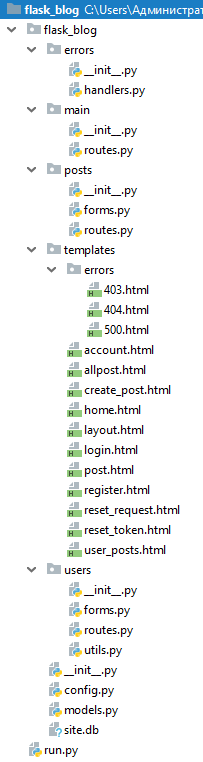 flask_blog C:\Users\Администрат
flask_blog
errors
__init__.py
handlers.py
main
__init__.py
routes.py
posts
__init__.py
forms.py
routes.py
templates
errors
403.html
404.html
500.html
account.html
allpost.html
create_post.html
home.html
layout.html
login.html
post.html
register.html
reset_request.html
reset_token.html
user_posts.html
users
__init__.py
forms.py
routes.py
utils.py
__init__.py
config.py
models.py
site.db
run.py